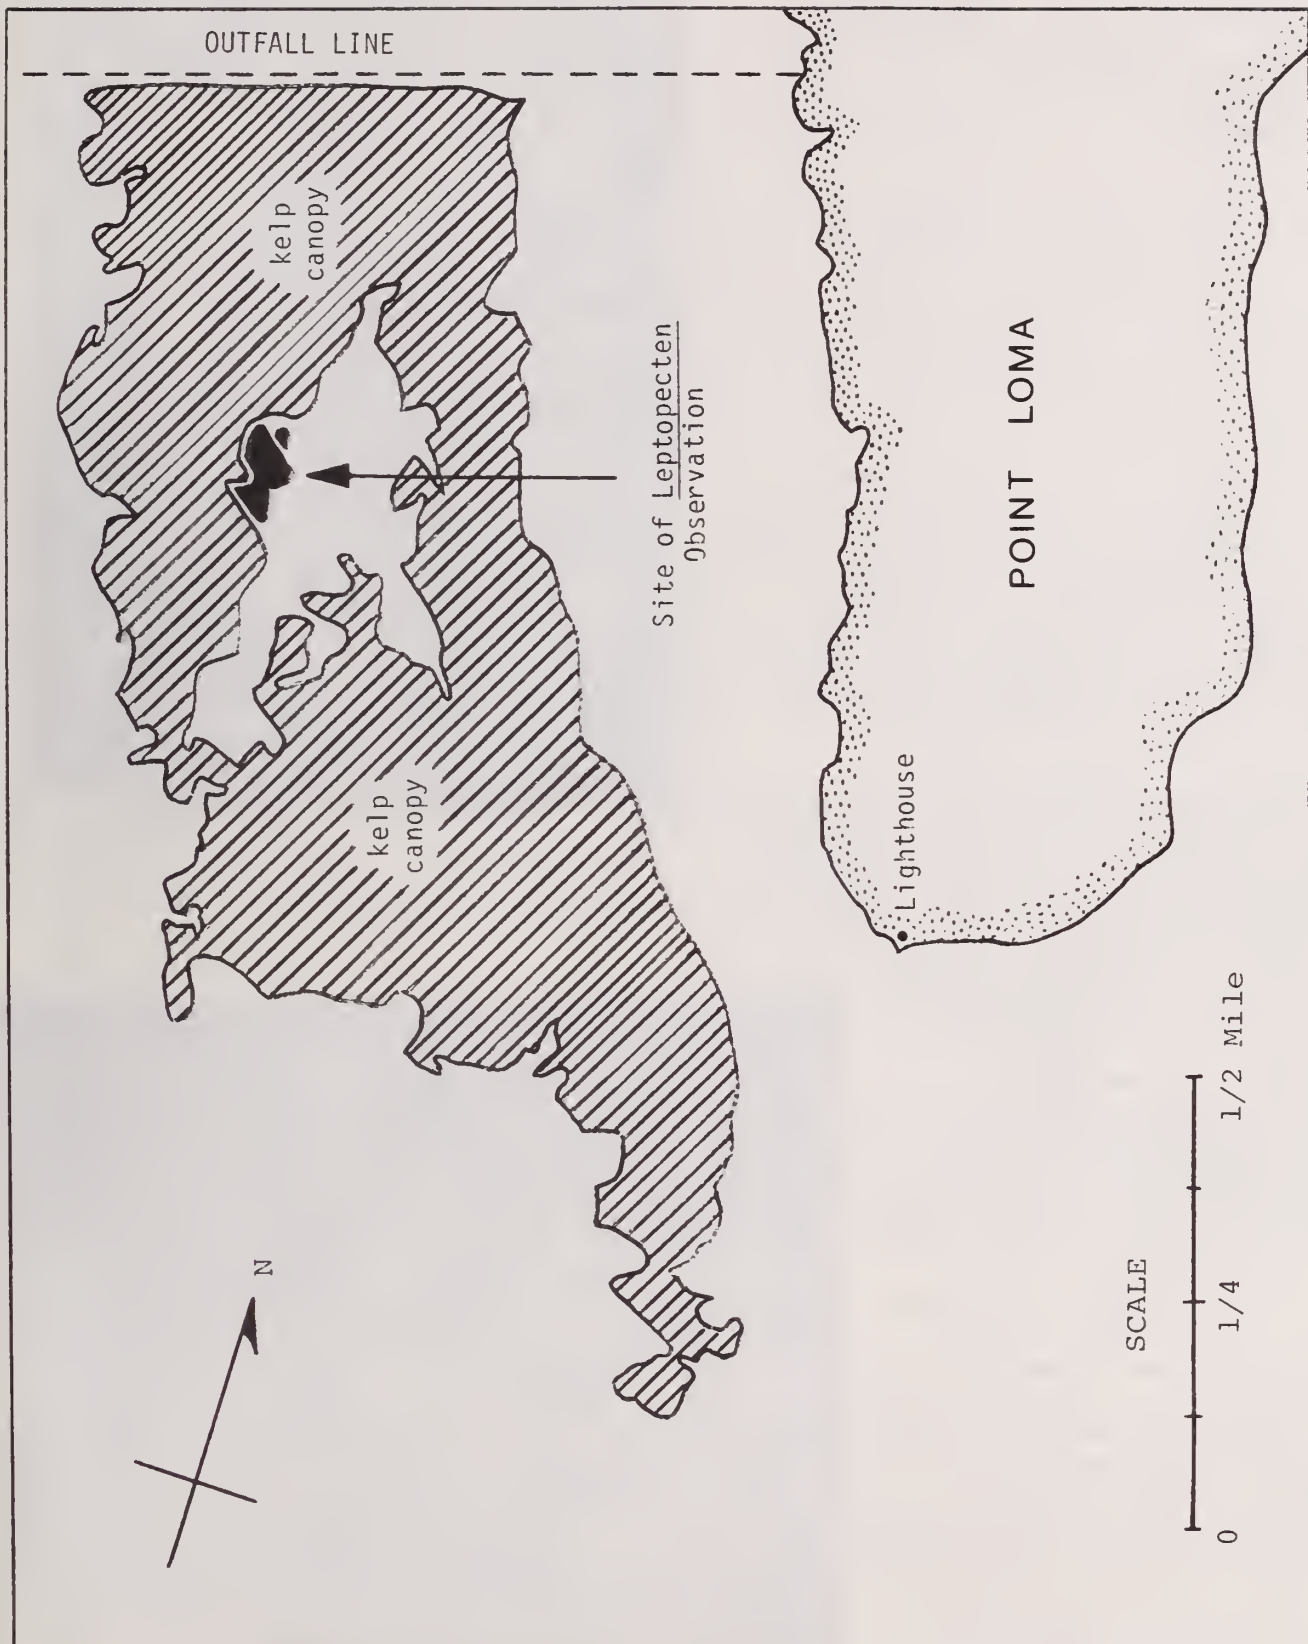 OUTFALL LINE
kelp
canopy
Site of Leptopecten
Observation
POINT LOMA
kelp
canopy
Lighthouse
N
SCALE
0 1/4 1/2 Mile